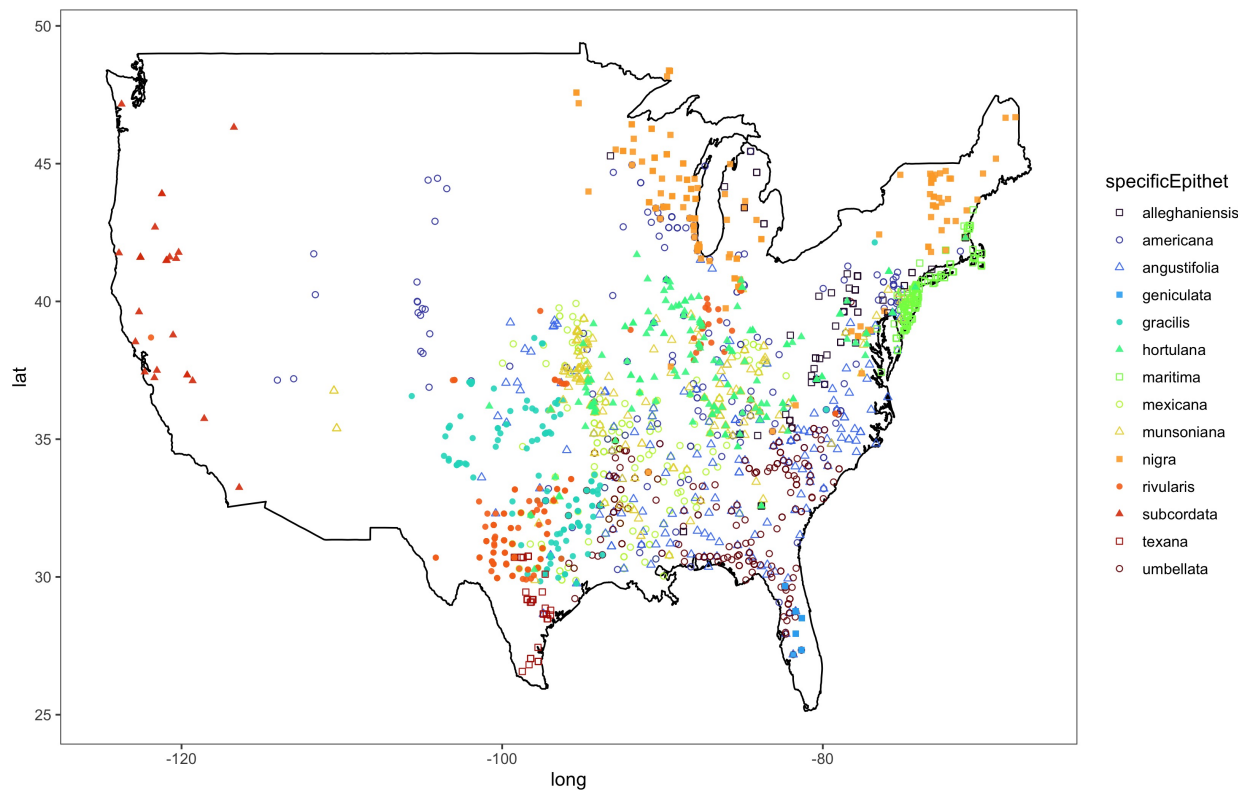 50
45
40
35
30
25
lat
-120
-100
-80
long
specificEpithet
alleghaniensis
americana
angustifolia
geniculata
gracilis
hortulana
maritima
mexicana
munsoniana
nigra
rivularis
subcordata
texana
umbellata